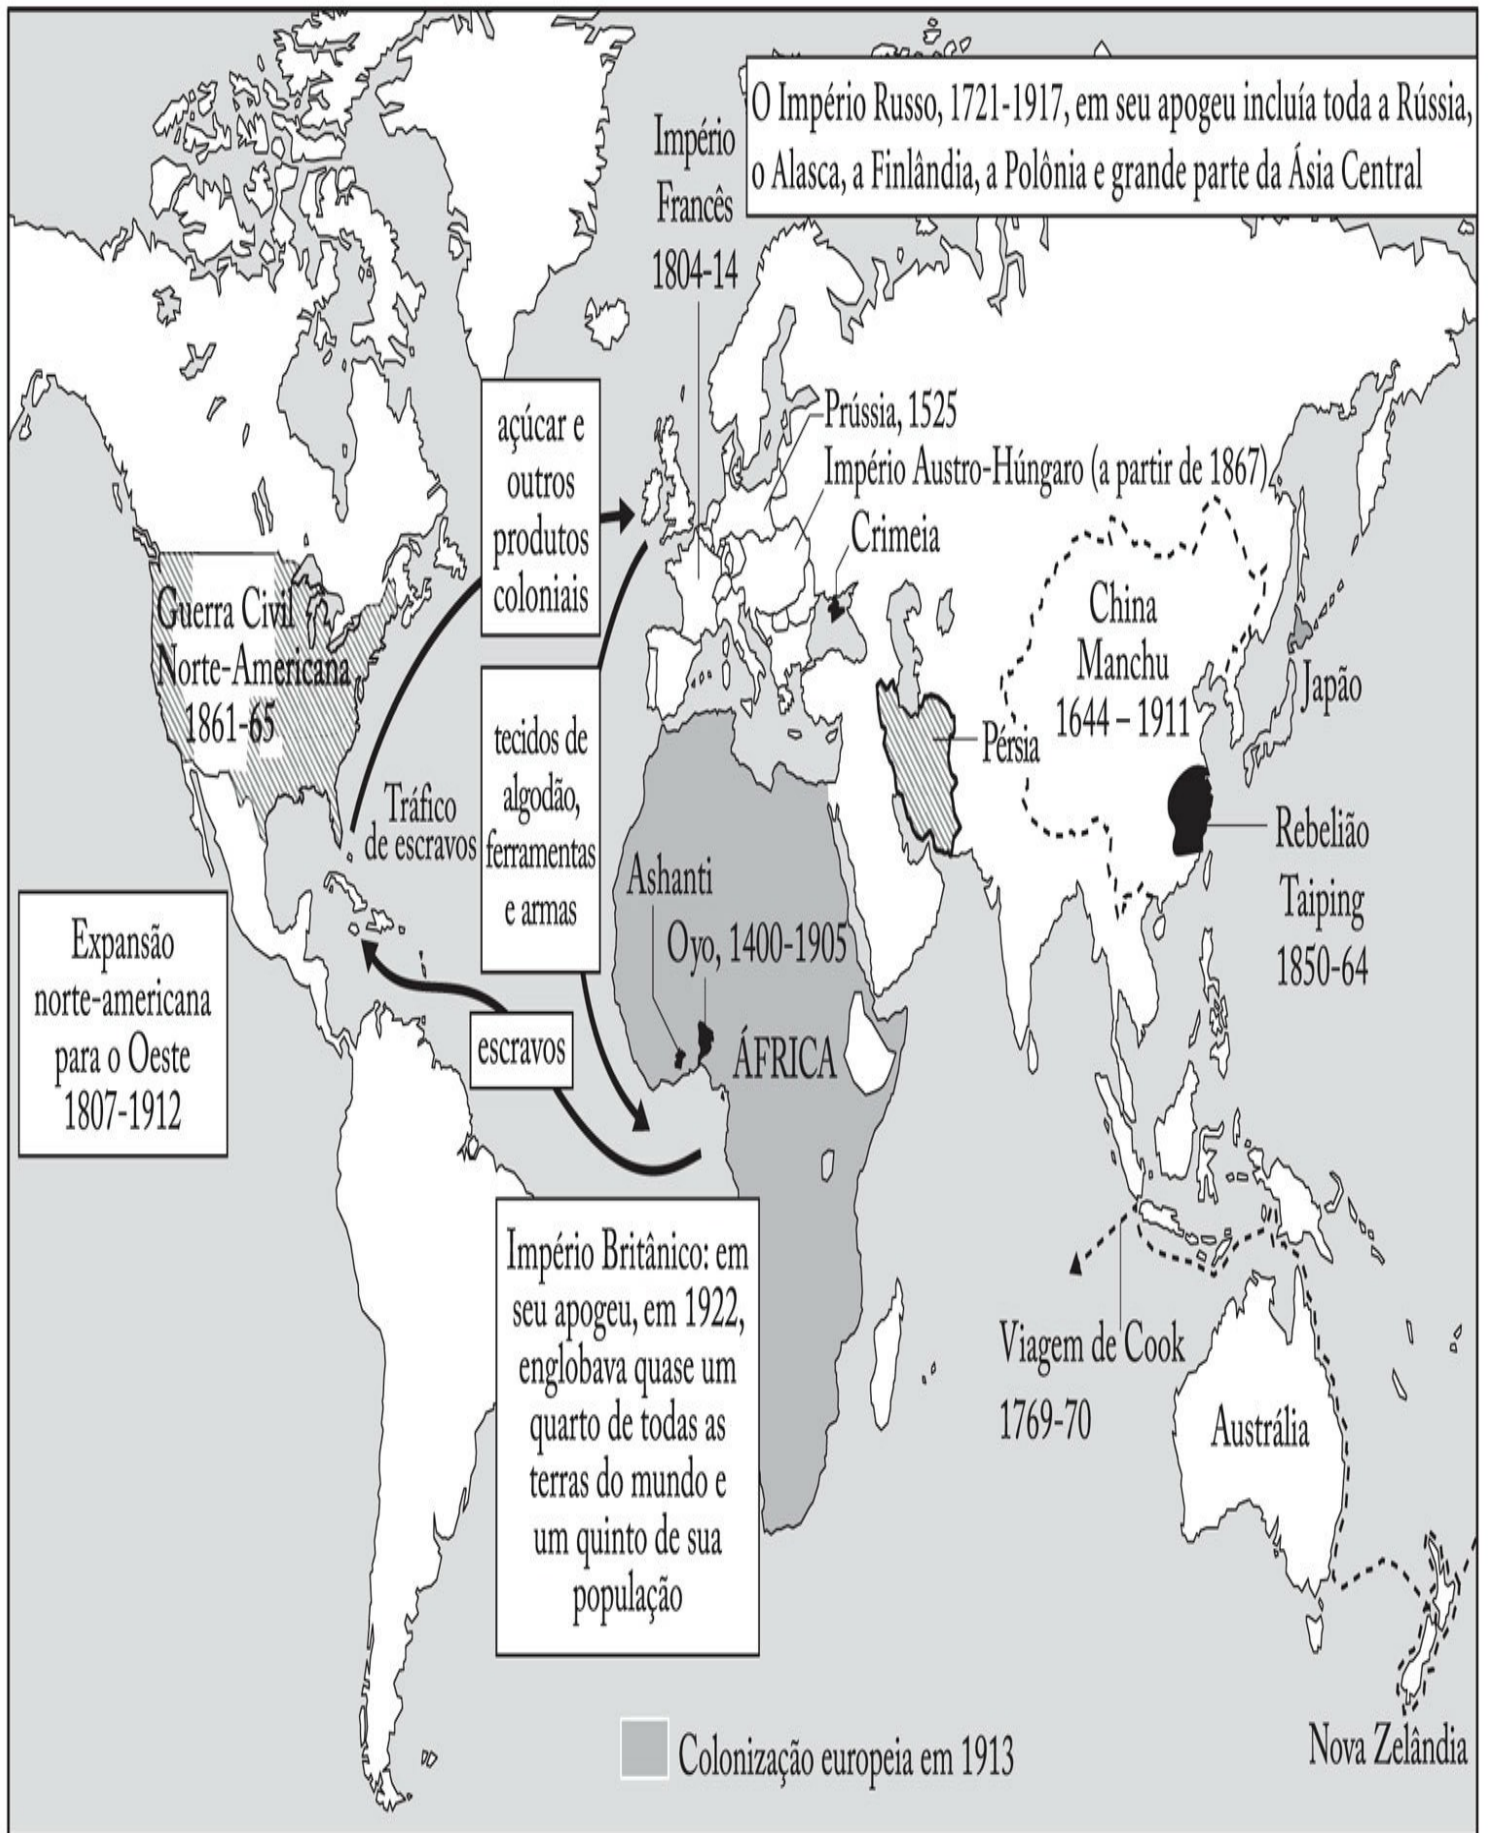 O Império Russo, 1721-1917, em seu apogeu incluía toda a Rússia,
o Alasca, a Finlândia, a Polônia e grande parte da Ásia Central
Império
Francês
1804-14
açúcar e
outros
produtos
coloniais
Prússia, 1525
Império Austro-Húngaro (a partir de 1867)
Crimeia
Guerra Civil
Norte-Americana
1861-65
China
Manchu
1644 – 1911
Japão
Pérsia
tecidos de
algodão,
ferramentas
e armas
Tráfico
de escravos
Rebelião
Taiping
1850-64
Ashanti
Oyo, 1400-1905
ÁFRICA
Expansão
norte-americana
para o Oeste
1807-1912
escravos
Império Britânico: em
seu apogeu, em 1922,
englobava quase um
quarto de todas as
terras do mundo e
um quinto de sua
população
Viagem de Cook
1769-70
Austrália
Nova Zelândia
Colonização europeia em 1913